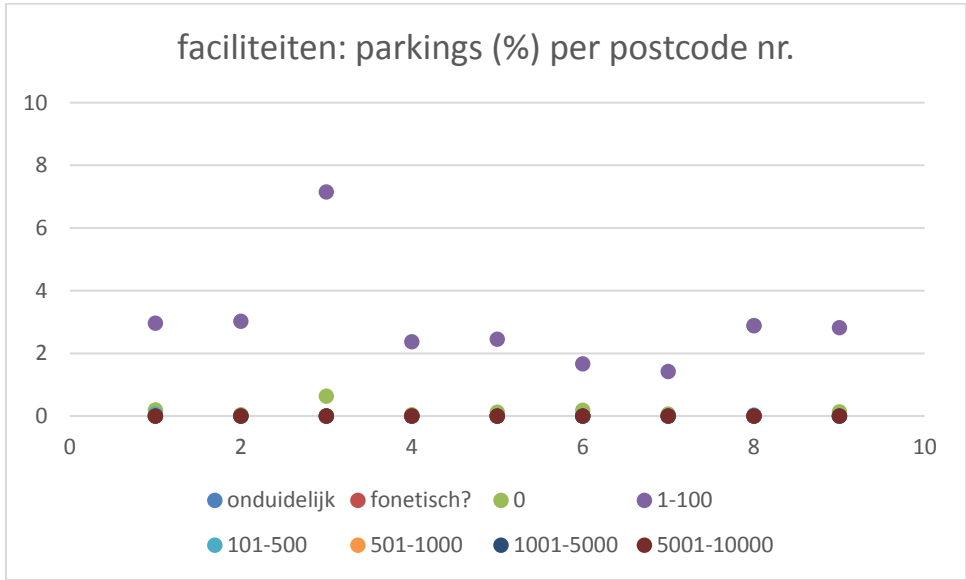 faciliteiten: parkings (%) per postcode nr.
10
8
6
4
2
0
0 2 4 6 8 10
onduidelijk fonetisch? 0 1-100
101-500 501-1000 1001-5000 5001-10000